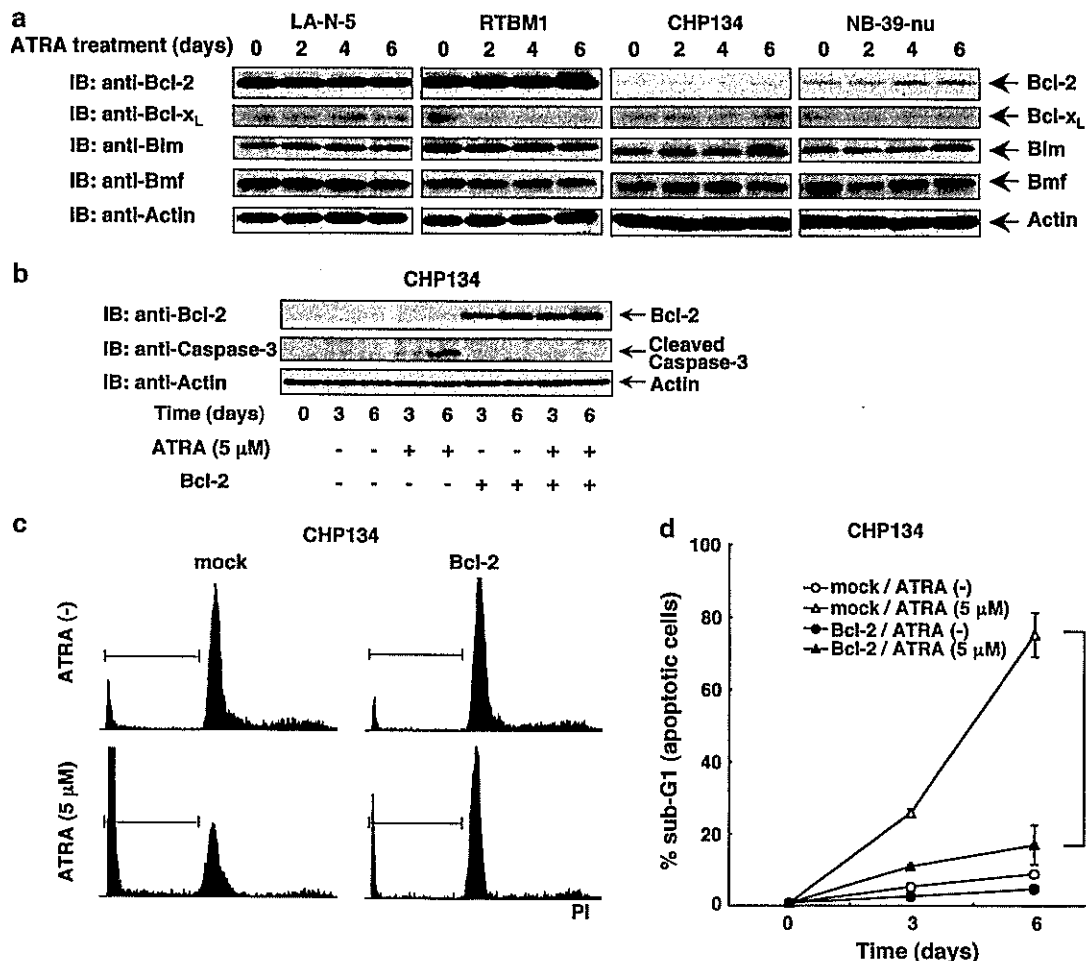 a
LA-N-5 RTBM1 CHP134 NB-39-nu
ATRA treatment (days) 0 2 4 6 0 2 4 6 0 2 4 6 0 2 4 6
IB: anti-Bcl-2 Bcl-2
IB: anti-Bcl-xL Bcl-xL
IB: anti-Bim Bim
IB: anti-Bmf Bmf
IB: anti-Actin Actin
b
CHP134
IB: anti-Bcl-2 Bcl-2
IB: anti-Caspase-3 Cleaved Caspase-3
IB: anti-Actin Actin
Time (days) 0 3 6 3 6 3 6 3 6
ATRA (5 μM) - - + + - - + +
Bcl-2 - - - - + + + +
c
CHP134
mock Bcl-2
ATRA (-)
ATRA (5 μM)
PI
d
CHP134
% sub-G1 (apoptotic cells)
100
80
60
40
20
0
mock / ATRA (-)
mock / ATRA (5 μM)
Bcl-2 / ATRA (-)
Bcl-2 / ATRA (5 μM)
0 3 6
Time (days)